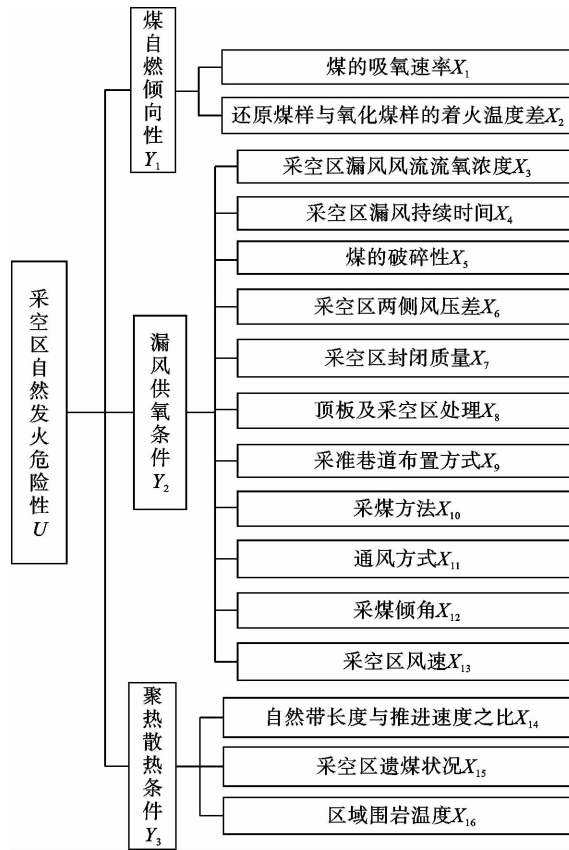 采空区自然发火危险性U
煤自燃倾向性Y₁
煤的吸氧速率X₁
还原煤样与氧化煤样的着火温度差X₂
漏风供氧条件Y₂
采空区漏风风流流氧浓度X₃
采空区漏风持续时间X₄
煤的破碎性X₅
采空区两侧风压差X₆
采空区封闭质量X₇
顶板及采空区处理X₈
采准巷道布置方式X₉
采煤方法X₁₀
通风方式X₁₁
采煤倾角X₁₂
采空区风速X₁₃
聚热散热条件Y₃
自然带长度与推进速度之比X₁₄
采空区遗煤状况X₁₅
区域围岩温度X₁₆